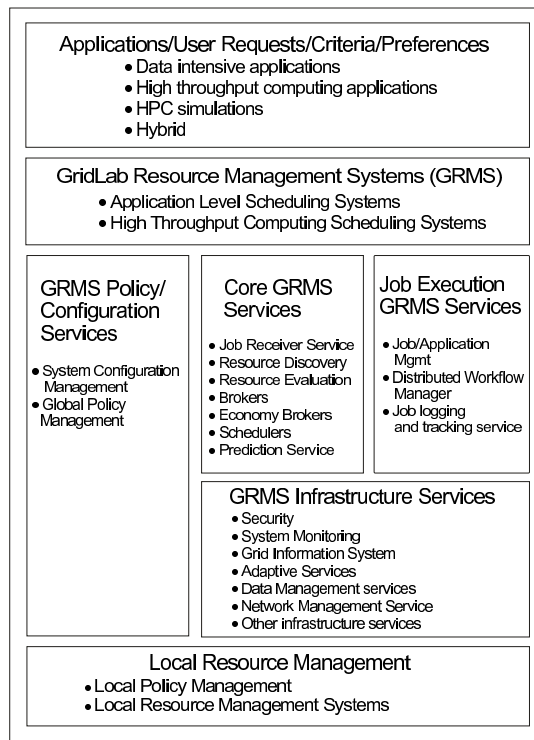 Applications/User Requests/Criteria/Preferences
• Data intensive applications
• High throughput computing applications
• HPC simulations
• Hybrid
GridLab Resource Management Systems (GRMS)
• Application Level Scheduling Systems
• High Throughput Computing Scheduling Systems
GRMS Policy/
Configuration
Services
• System Configuration
Management
• Global Policy
Management
Core GRMS
Services
• Job Receiver Service
• Resource Discovery
• Resource Evaluation
• Brokers
• Economy Brokers
• Schedulers
• Prediction Service
Job Execution
GRMS Services
• Job/Application
Mgmt
• Distributed Workflow
Manager
• Job logging
and tracking service
GRMS Infrastructure Services
• Security
• System Monitoring
• Grid Information System
• Adaptive Services
• Data Management services
• Network Management Service
• Other infrastructure services
Local Resource Management
• Local Policy Management
• Local Resource Management Systems